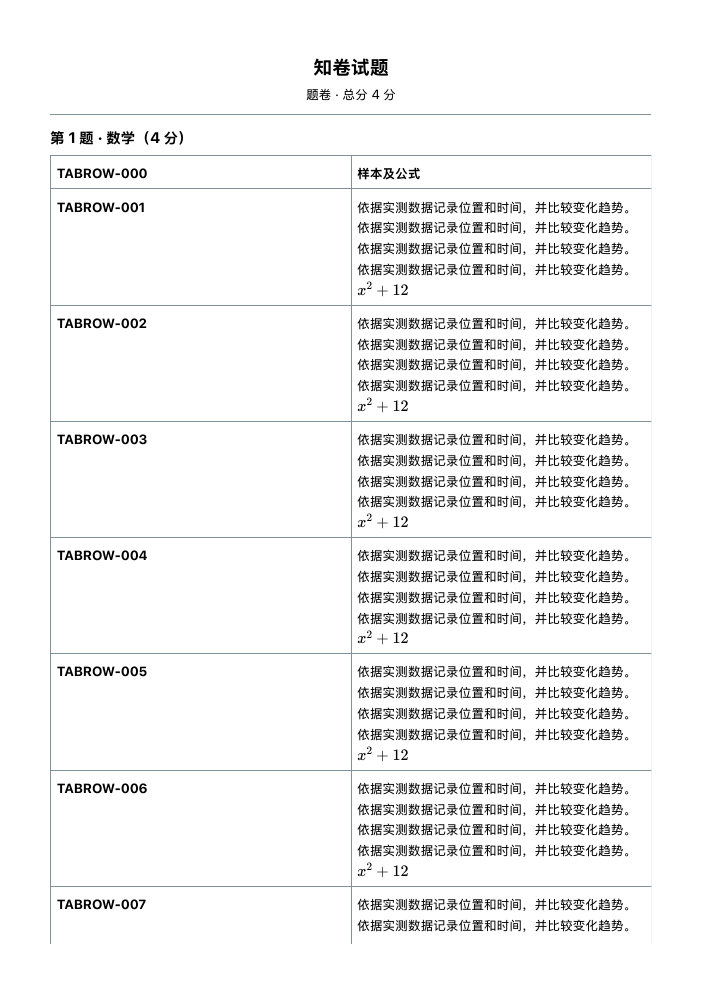 知卷试题
题卷 · 总分 4 分
第 1 题 · 数学（4 分）
TABROW-000 样本及公式
TABROW-001 依据实测数据记录位置和时间，并比较变化趋势。
依据实测数据记录位置和时间，并比较变化趋势。
依据实测数据记录位置和时间，并比较变化趋势。
依据实测数据记录位置和时间，并比较变化趋势。
x² + 12
TABROW-002 依据实测数据记录位置和时间，并比较变化趋势。
依据实测数据记录位置和时间，并比较变化趋势。
依据实测数据记录位置和时间，并比较变化趋势。
依据实测数据记录位置和时间，并比较变化趋势。
x² + 12
TABROW-003 依据实测数据记录位置和时间，并比较变化趋势。
依据实测数据记录位置和时间，并比较变化趋势。
依据实测数据记录位置和时间，并比较变化趋势。
依据实测数据记录位置和时间，并比较变化趋势。
x² + 12
TABROW-004 依据实测数据记录位置和时间，并比较变化趋势。
依据实测数据记录位置和时间，并比较变化趋势。
依据实测数据记录位置和时间，并比较变化趋势。
依据实测数据记录位置和时间，并比较变化趋势。
x² + 12
TABROW-005 依据实测数据记录位置和时间，并比较变化趋势。
依据实测数据记录位置和时间，并比较变化趋势。
依据实测数据记录位置和时间，并比较变化趋势。
依据实测数据记录位置和时间，并比较变化趋势。
x² + 12
TABROW-006 依据实测数据记录位置和时间，并比较变化趋势。
依据实测数据记录位置和时间，并比较变化趋势。
依据实测数据记录位置和时间，并比较变化趋势。
依据实测数据记录位置和时间，并比较变化趋势。
x² + 12
TABROW-007 依据实测数据记录位置和时间，并比较变化趋势。
依据实测数据记录位置和时间，并比较变化趋势。